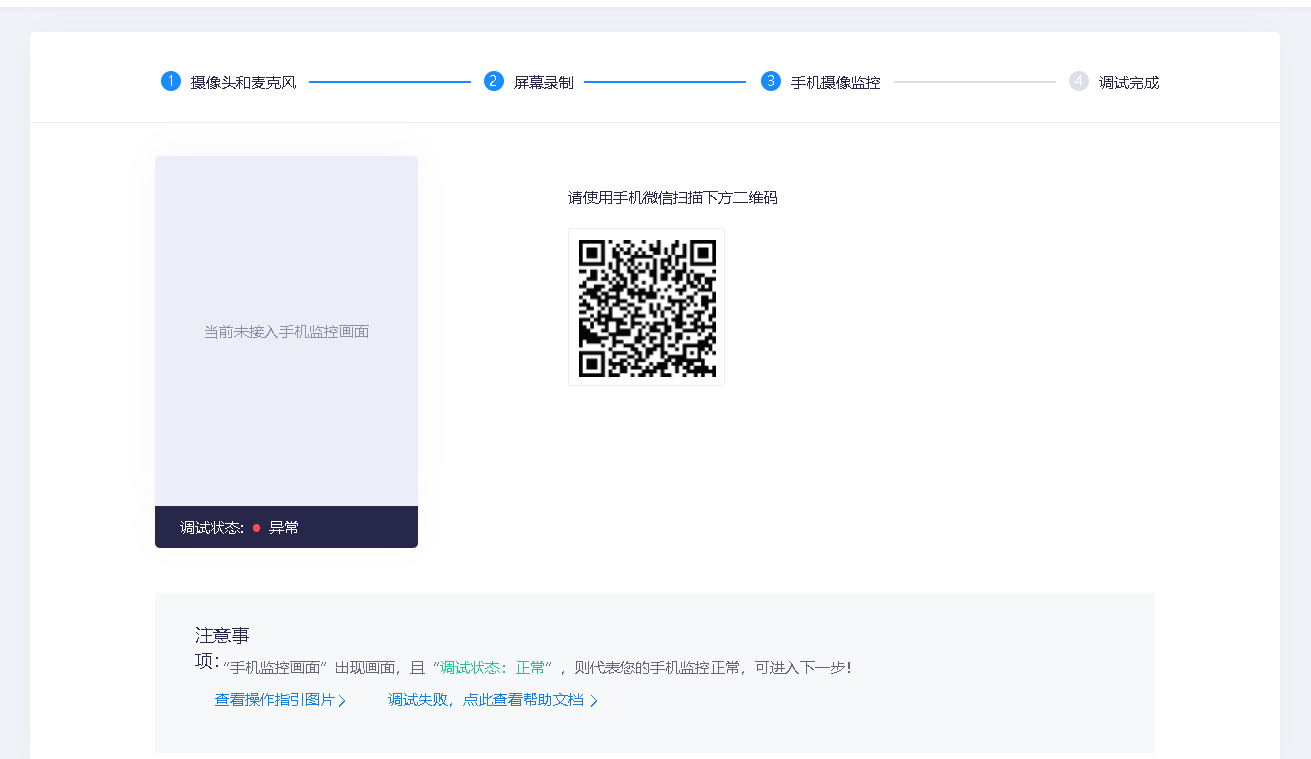 1 摄像头和麦克风 2 屏幕录制 3 手机摄像监控 4 调试完成
请使用手机微信扫描下方二维码
当前未接入手机监控画面
调试状态: 异常
注意事
项: “手机监控画面”出现画面，且“调试状态：正常”，则代表您的手机监控正常，可进入下一步！
查看操作指引图片 调试失败，点此查看帮助文档